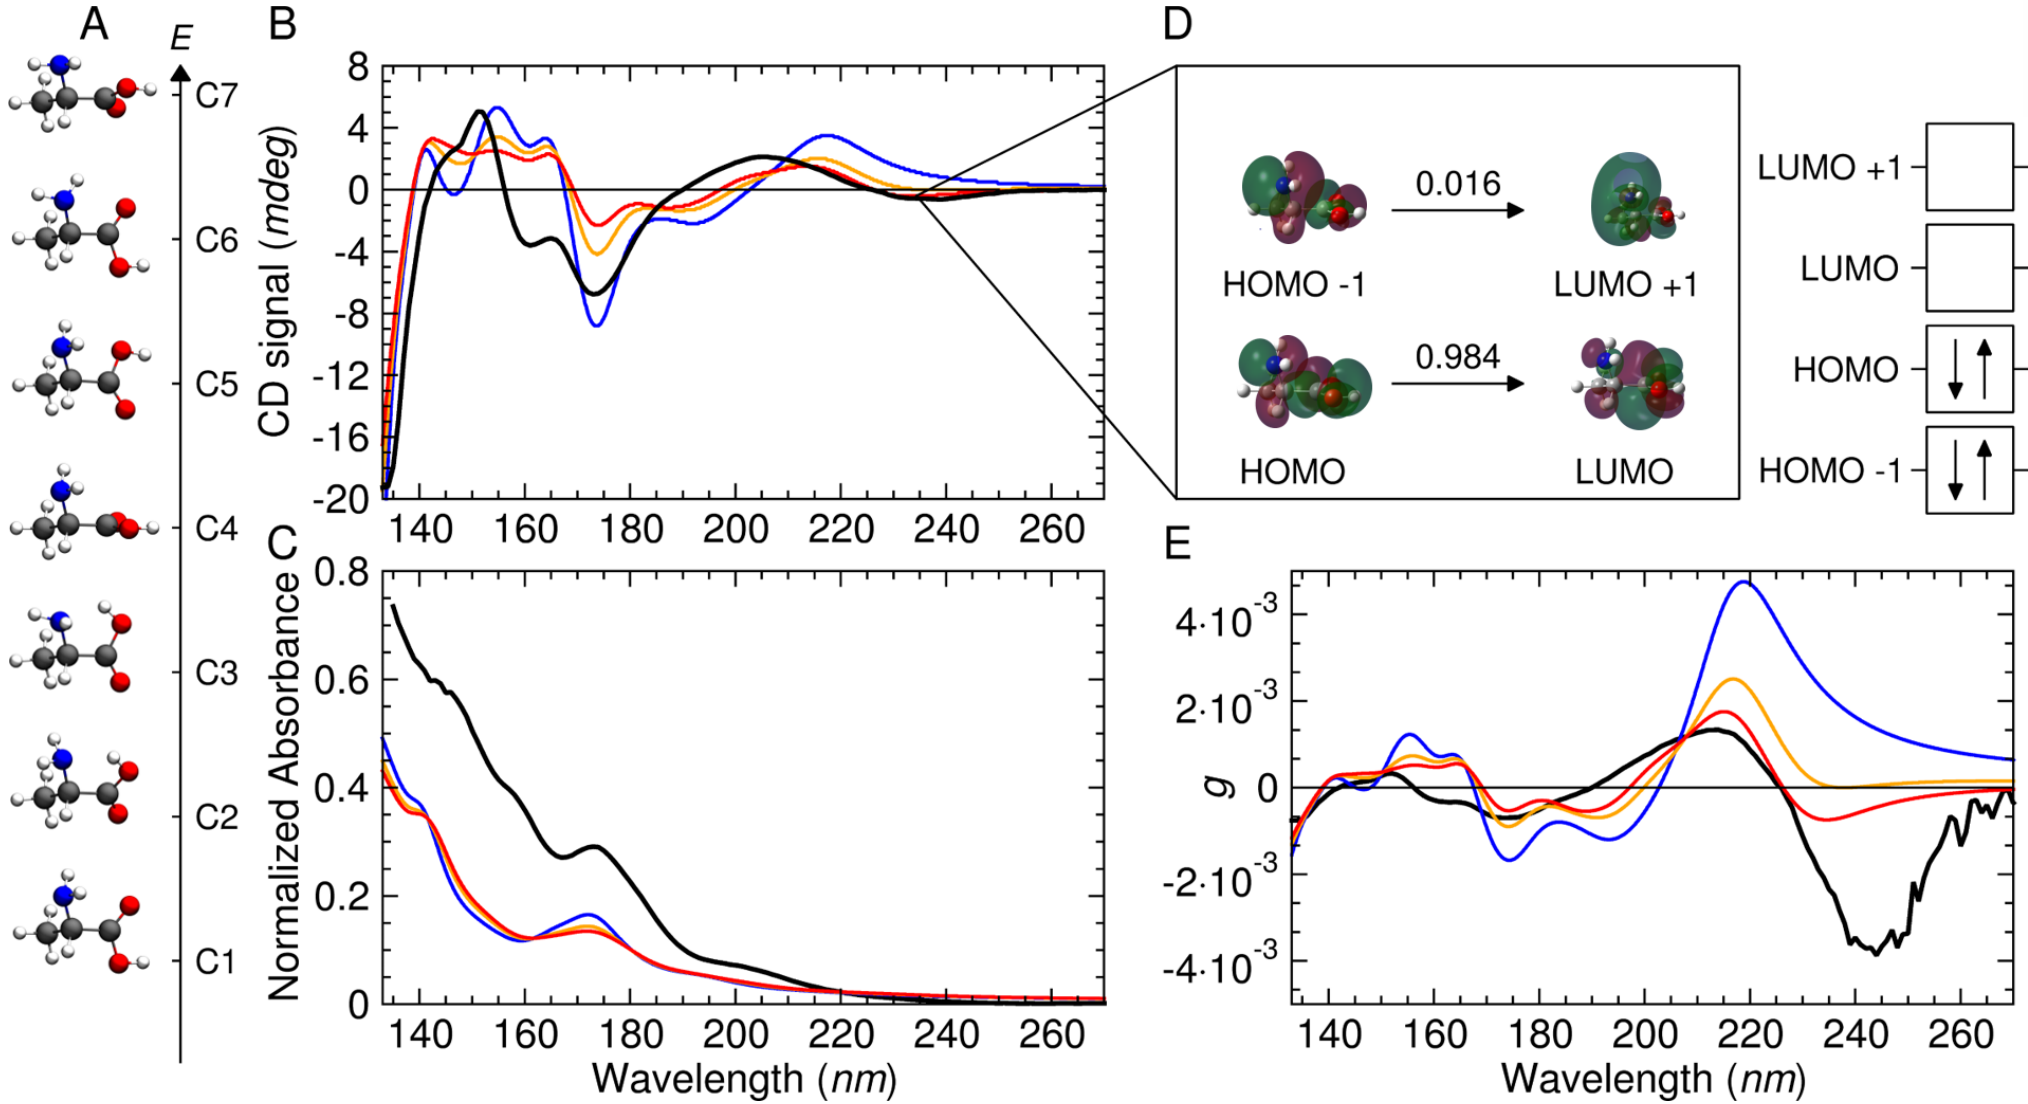 A
E
C7
C6
C5
C4
C3
C2
C1
B
CD signal (mdeg)
8
4
0
-4
-8
-12
-16
-20
140 160 180 200 220 240 260
C
Normalized Absorbance
0.8
0.6
0.4
0.2
0
140 160 180 200 220 240 260
Wavelength (nm)
D
0.016
HOMO -1 LUMO +1
0.984
HOMO LUMO
LUMO +1
LUMO
HOMO
HOMO -1
E
g
4·10⁻³
2·10⁻³
0
-2·10⁻³
-4·10⁻³
140 160 180 200 220 240 260
Wavelength (nm)